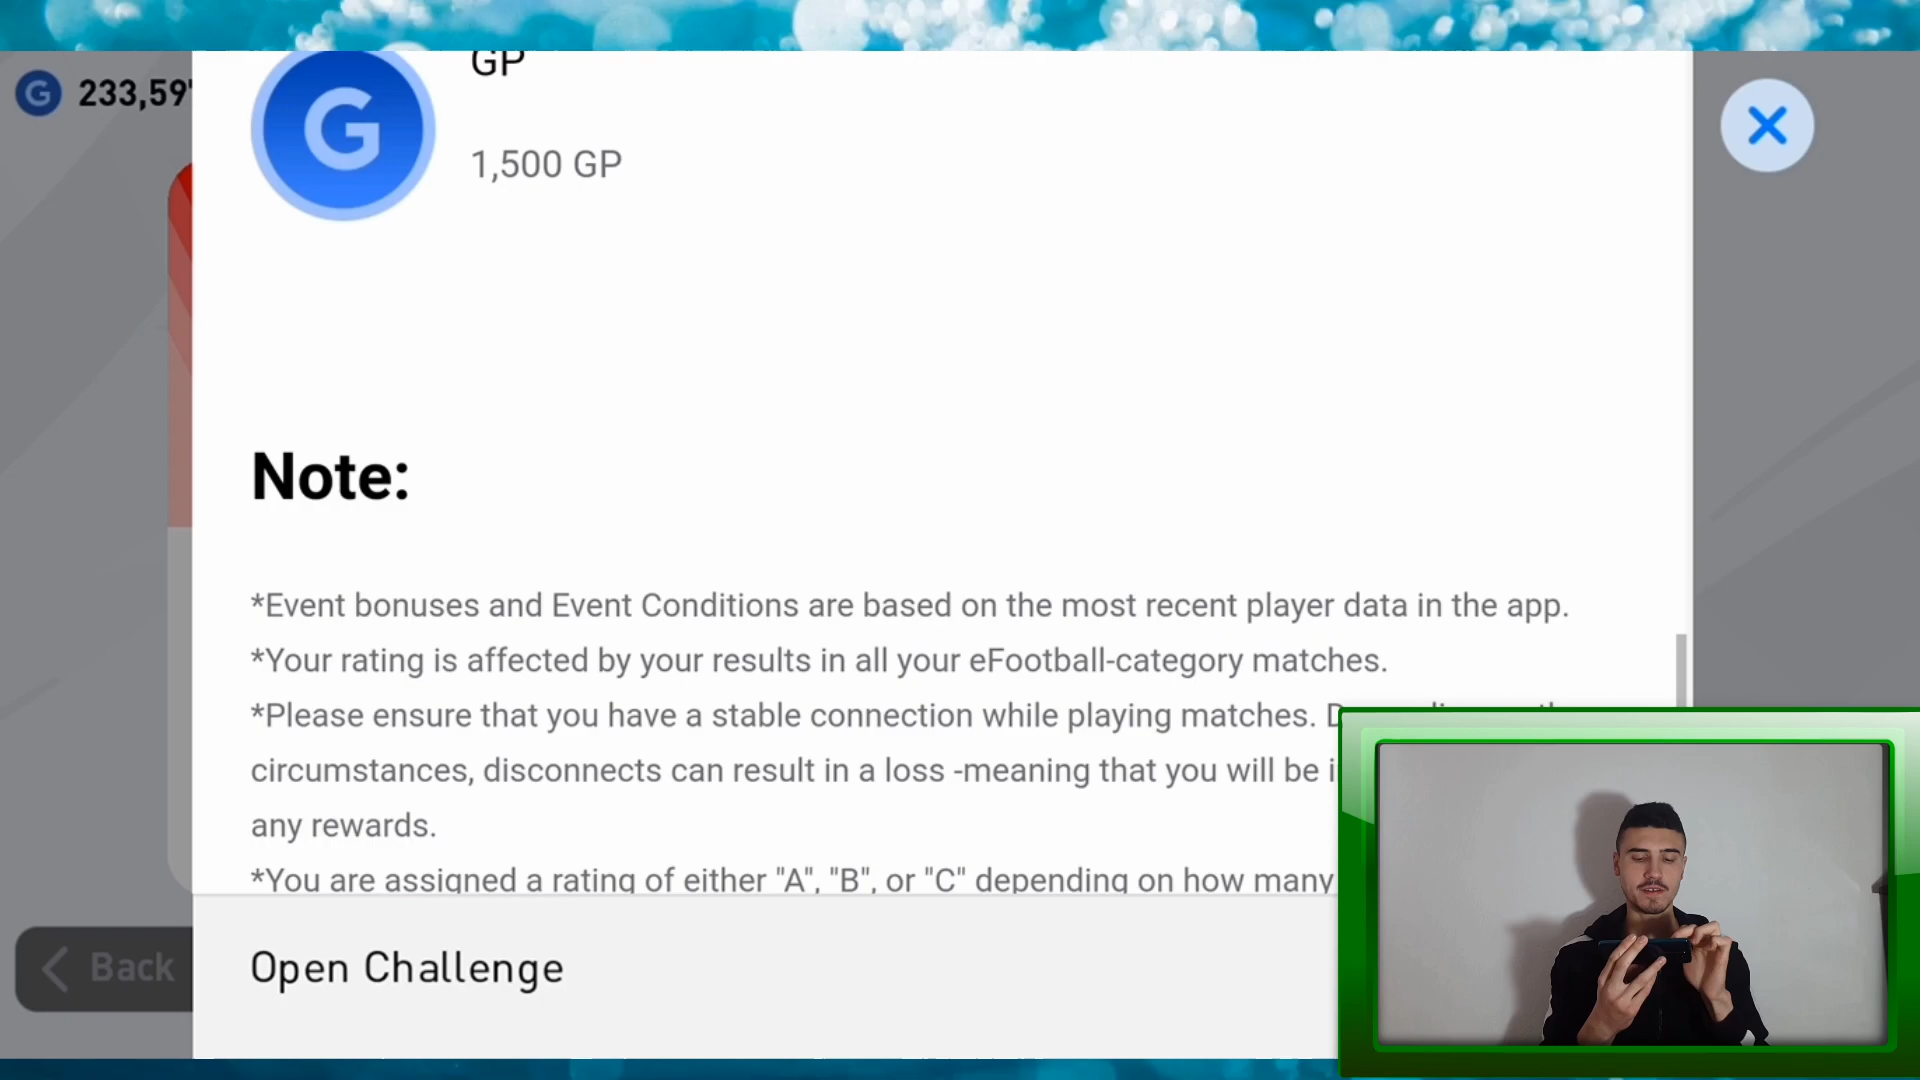 GP
G 233,59
G
1,500 GP
Note:
*Event bonuses and Event Conditions are based on the most recent player data in the app.
*Your rating is affected by your results in all your eFootball-category matches.
*Please ensure that you have a stable connection while playing matches.
circumstances, disconnects can result in a loss -meaning that you will be
any rewards.
*You are assigned a rating of either "A", "B", or "C" depending on how many
Back
Open Challenge